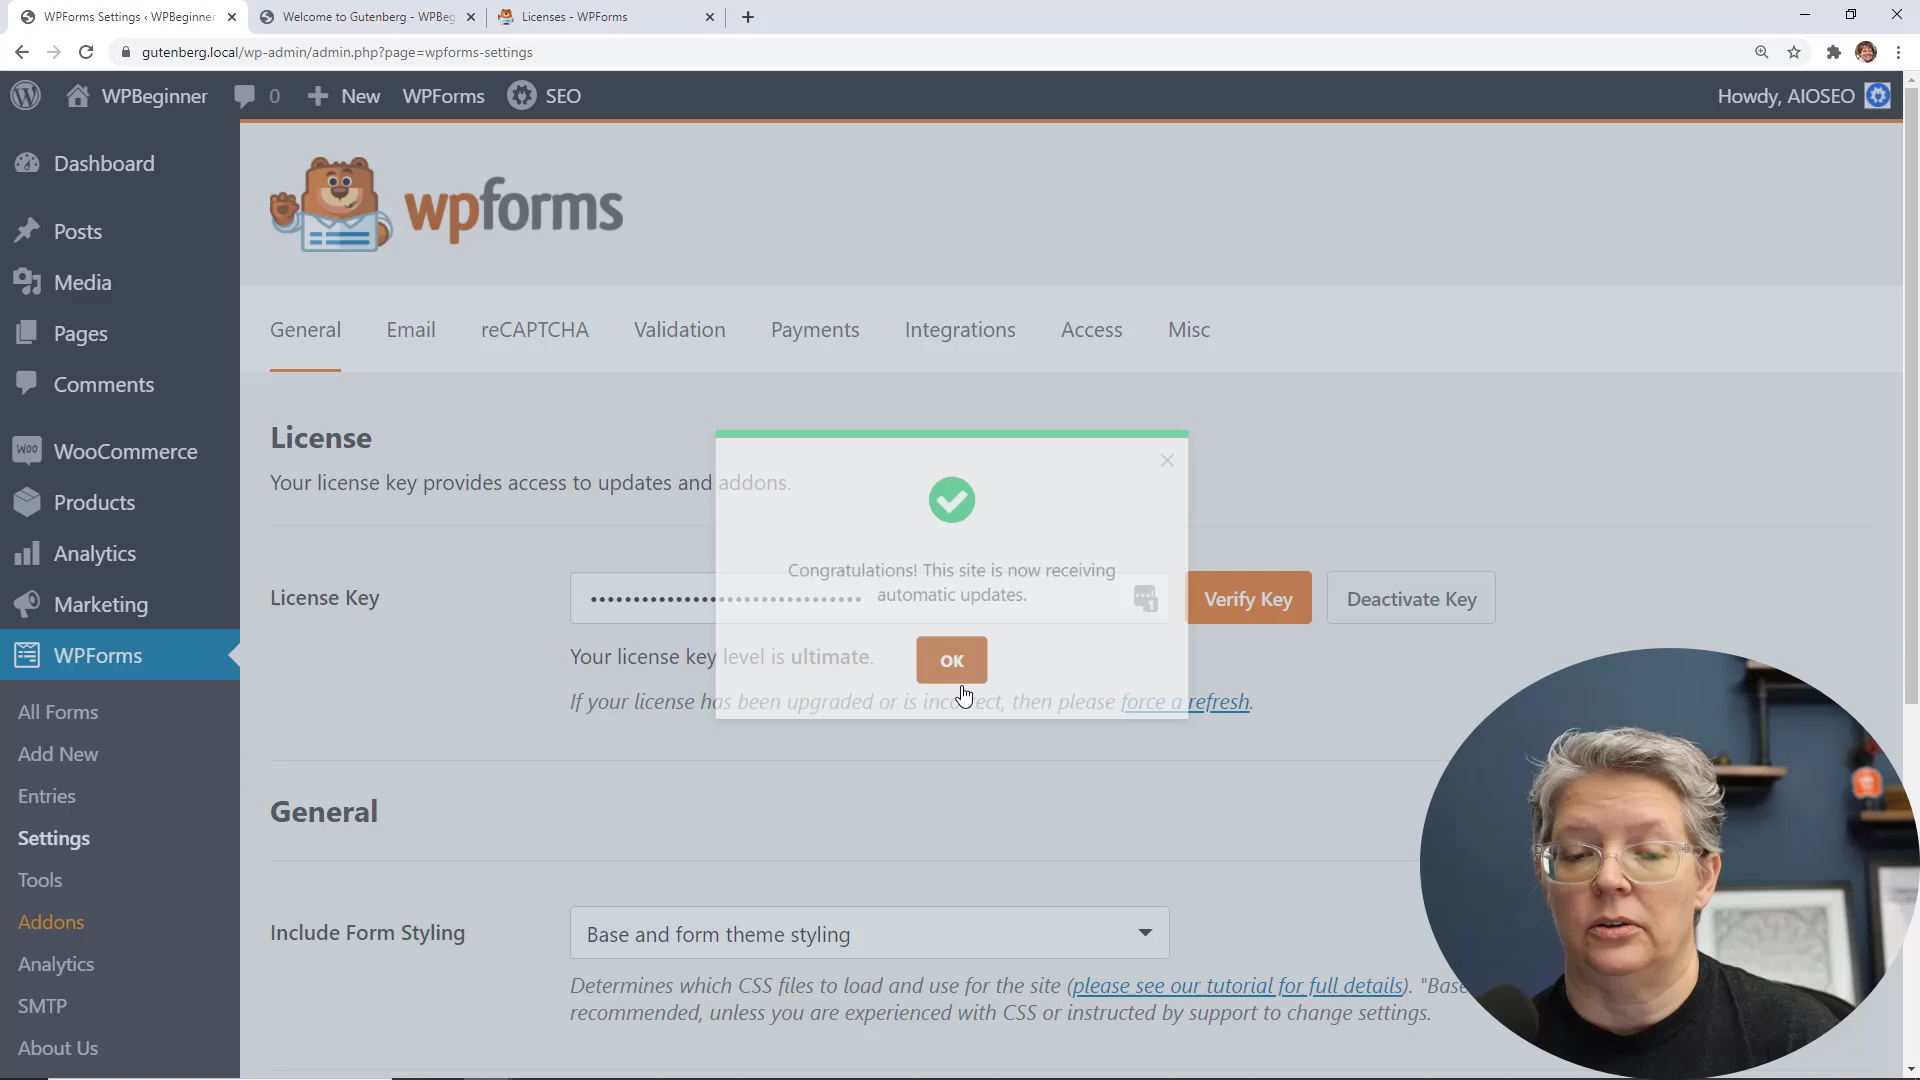 WPForms Settings ‹ WPBeginner
Welcome to Gutenberg - WPBeg
Licenses - WPForms
gutenberg.local/wp-admin/admin.php?page=wpforms-settings
WPBeginner 0 New WPForms SEO
Howdy, AIOSEO
Dashboard
Posts
Media
Pages
Comments
WOO WooCommerce
Products
Analytics
Marketing
WPForms
All Forms
Add New
Entries
Settings
Tools
Addons
Analytics
SMTP
About Us
wpforms
General Email reCAPTCHA Validation Payments Integrations Access Misc
License
Your license key provides access to updates and addons.
License Key
•••••••••••••••••••••••••••••••• 1
Verify Key Deactivate Key
Your license key level is ultimate.
If your license has been upgraded or is incorrect, then please force a refresh.
Congratulations! This site is now receiving
automatic updates.
OK
General
Include Form Styling
Base and form theme styling
Determines which CSS files to load and use for the site (please see our tutorial for full details). "Base
recommended, unless you are experienced with CSS or instructed by support to change settings.